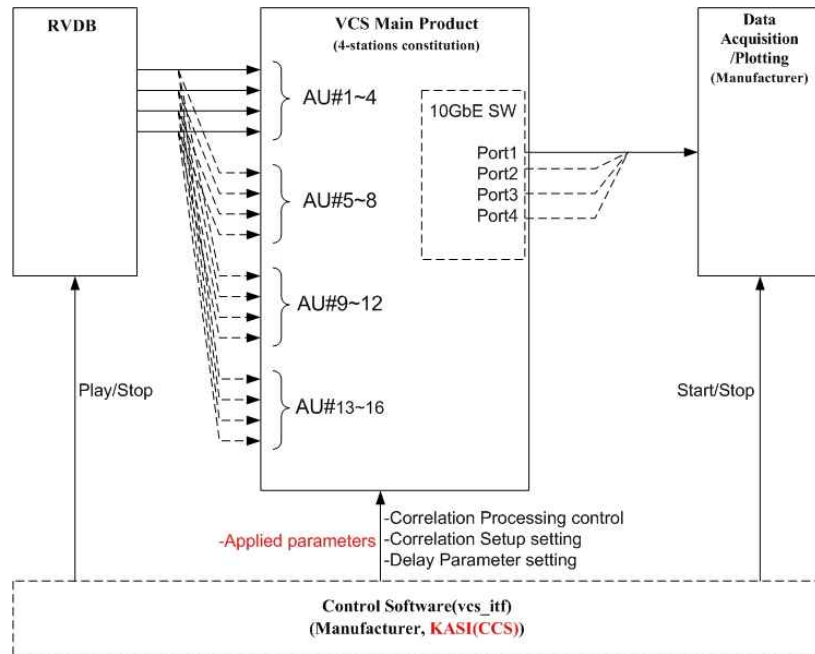 RVDB
VCS Main Product
(4-stations constitution)
Data
Acquisition
/Plotting
(Manufacturer)
AU#1~4
AU#5~8
AU#9~12
AU#13~16
10GbE SW
Port1
Port2
Port3
Port4
Play/Stop
Start/Stop
-Applied parameters
-Correlation Processing control
-Correlation Setup setting
-Delay Parameter setting
Control Software(vcs_itf)
(Manufacturer, KASI(CCS))